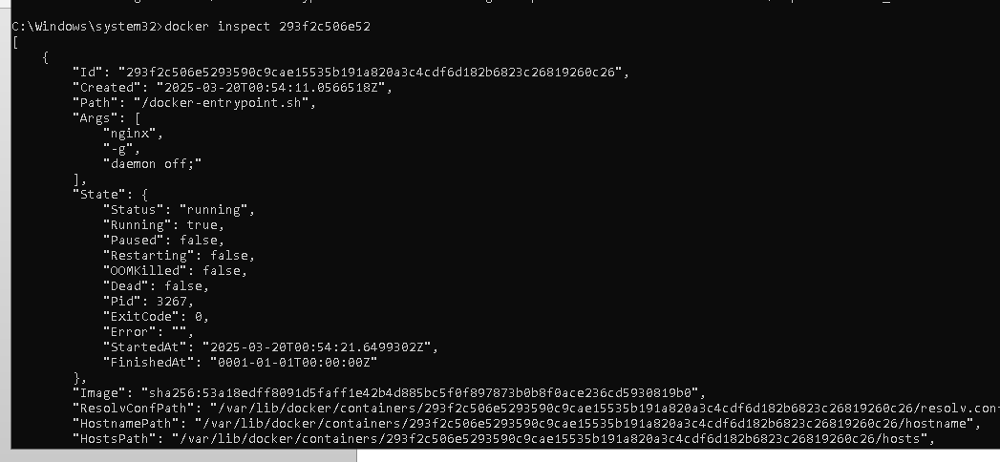 C:\Windows\system32>docker inspect 293f2c506e52
[
    {
        "Id": "293f2c506e5293590c9cae15535b191a820a3c4cdf6d182b6823c26819260c26",
        "Created": "2025-03-20T00:54:11.0566518Z",
        "Path": "/docker-entrypoint.sh",
        "Args": [
            "nginx",
            "-g",
            "daemon off;"
        ],
        "State": {
            "Status": "running",
            "Running": true,
            "Paused": false,
            "Restarting": false,
            "OOMKilled": false,
            "Dead": false,
            "Pid": 3267,
            "ExitCode": 0,
            "Error": "",
            "StartedAt": "2025-03-20T00:54:21.6499302Z",
            "FinishedAt": "0001-01-01T00:00:00Z"
        },
        "Image": "sha256:53a18edff8091d5faff1e42b4d885bc5f0f897873b0b8f0ace236cd5930819b0",
        "ResolvConfPath": "/var/lib/docker/containers/293f2c506e5293590c9cae15535b191a820a3c4cdf6d182b6823c26819260c26/resolv.conf
        "HostnamePath": "/var/lib/docker/containers/293f2c506e5293590c9cae15535b191a820a3c4cdf6d182b6823c26819260c26/hostname",
        "HostsPath": "/var/lib/docker/containers/293f2c506e5293590c9cae15535b191a820a3c4cdf6d182b6823c26819260c26/hosts",